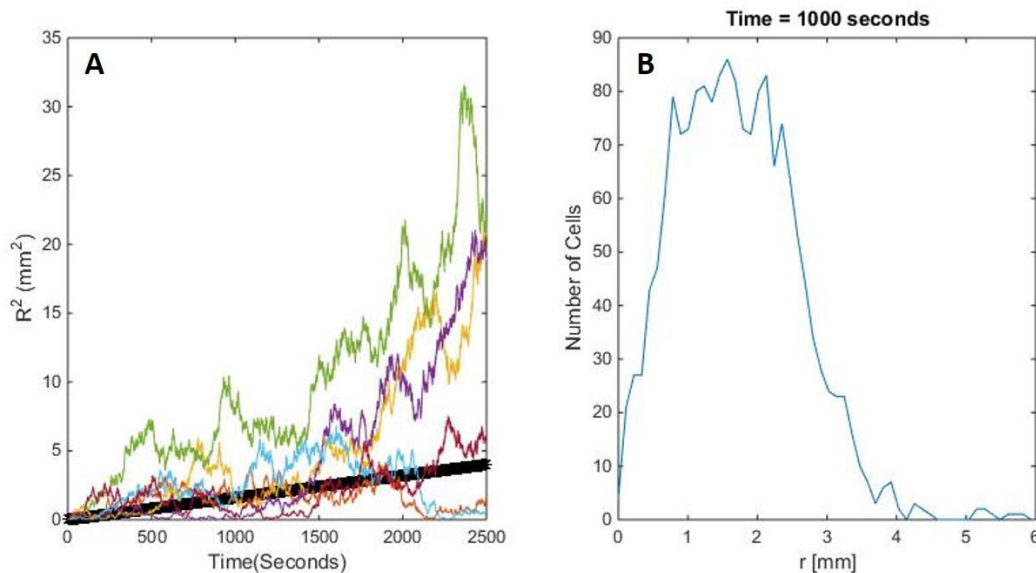 A
35
30
25
20
15
10
5
0
R² (mm²)
0 500 1000 1500 2000 2500
Time(Seconds)
Time = 1000 seconds
B
90
80
70
60
50
40
30
20
10
0
Number of Cells
0 1 2 3 4 5 6
r [mm]